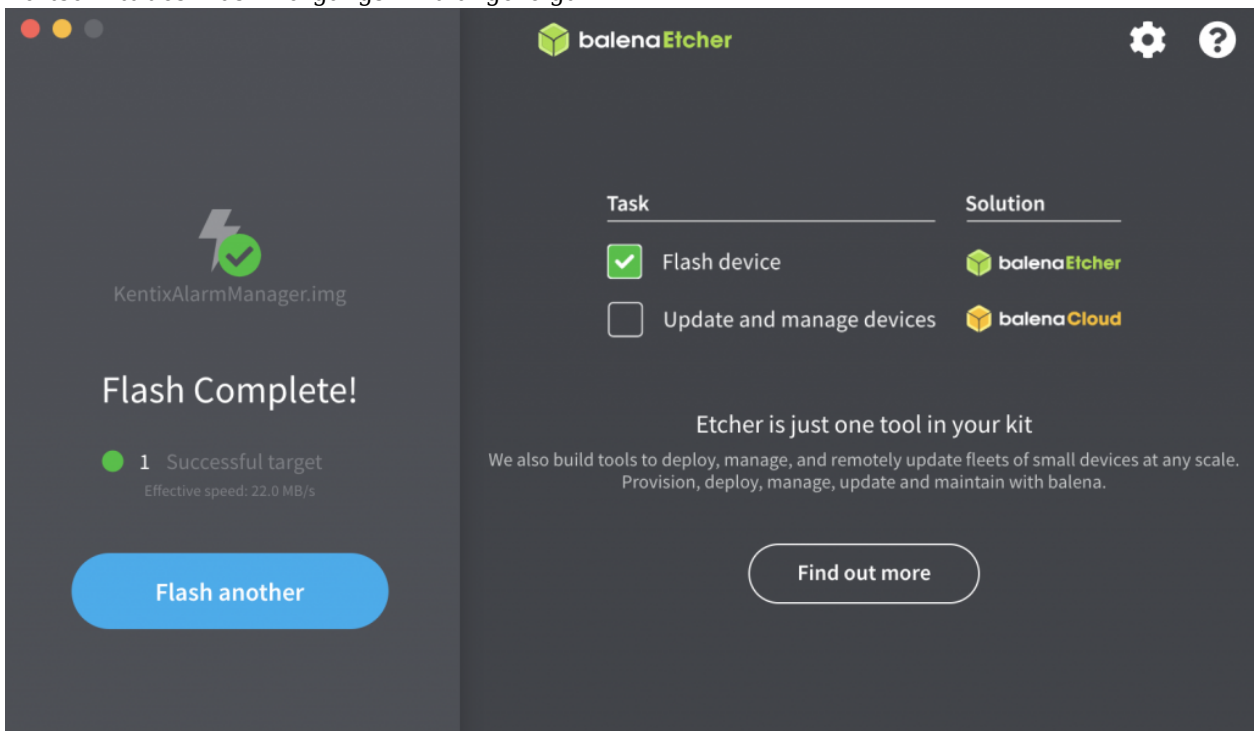 balenaEtcher
KentixAlarmManager.img
Flash Complete!
1 Successful target
Effective speed: 22.0 MB/s
Flash another
Task Solution
Flash device balenaEtcher
Update and manage devices balenaCloud
Etcher is just one tool in your kit
We also build tools to deploy, manage, and remotely update fleets of small devices at any scale.
Provision, deploy, manage, update and maintain with balena.
Find out more